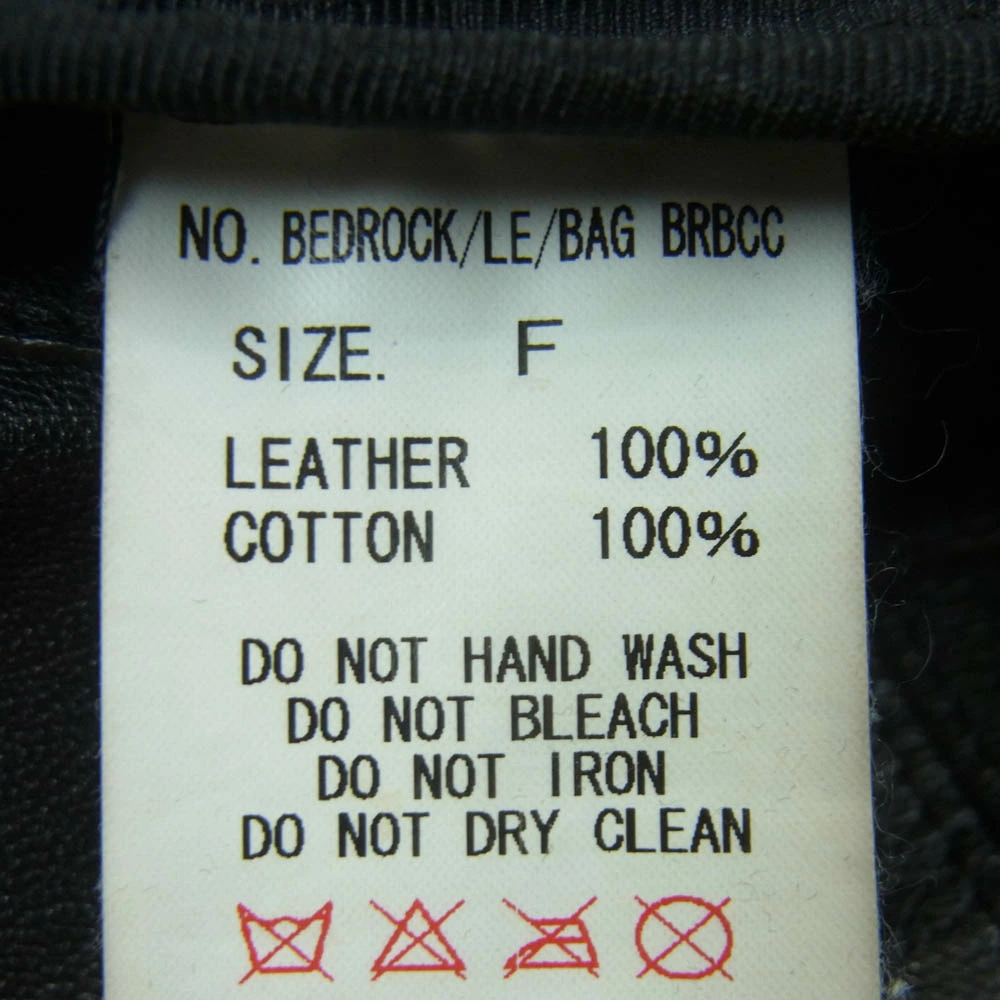 NO. BEDROCK/LE/BAG BRBCC
SIZE. F
LEATHER 100%
COTTON 100%
DO NOT HAND WASH
DO NOT BLEACH
DO NOT IRON
DO NOT DRY CLEAN